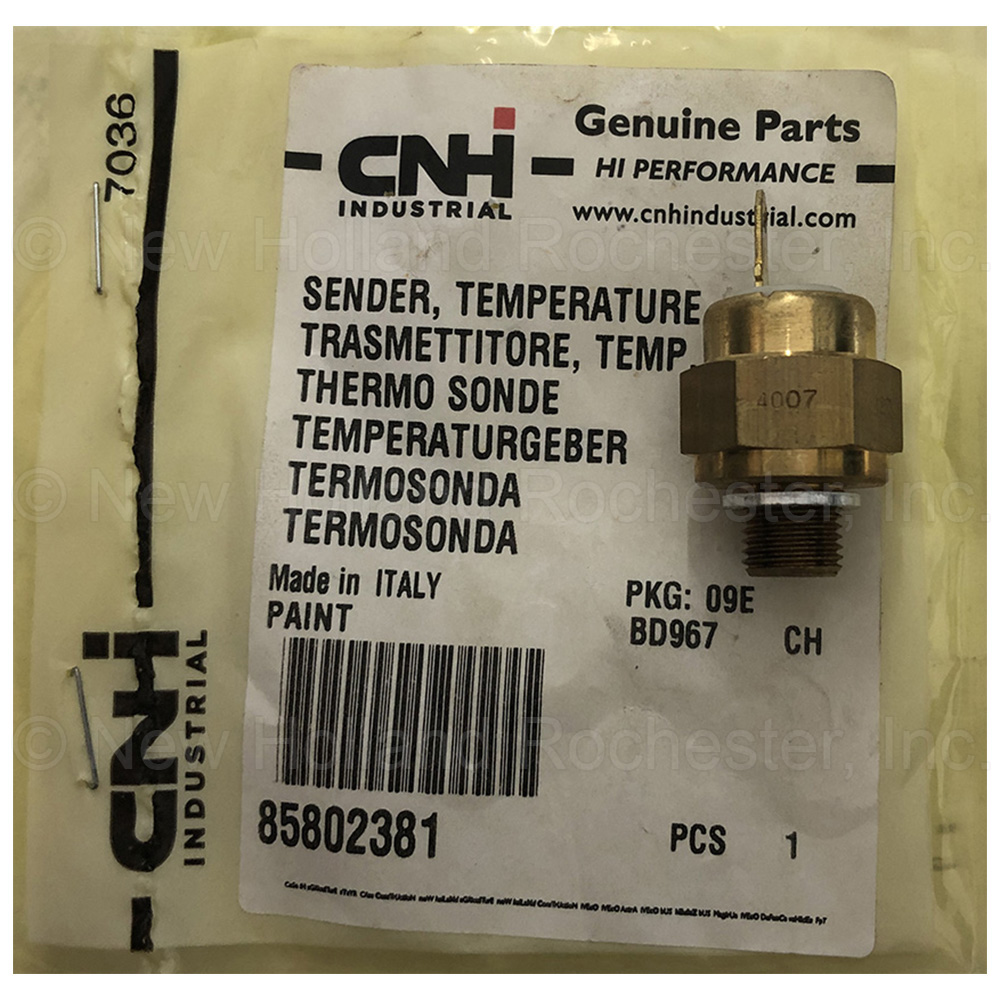 7036
CNH
INDUSTRIAL
Genuine Parts
HI PERFORMANCE
www.cnhindustrial.com
SENDER, TEMPERATURE
TRASMETTITORE, TEMP.
THERMO SONDE
TEMPERATURGEBER
TERMOSONDA
TERMOSONDA
4007
Made in ITALY
PAINT
PKG: 09E
BD967 CH
85802381
PCS 1
CNH
INDUSTRIAL
© New Holland Rochester, Inc.
© New Holland Rochester, Inc.
© New Holland Rochester, Inc.